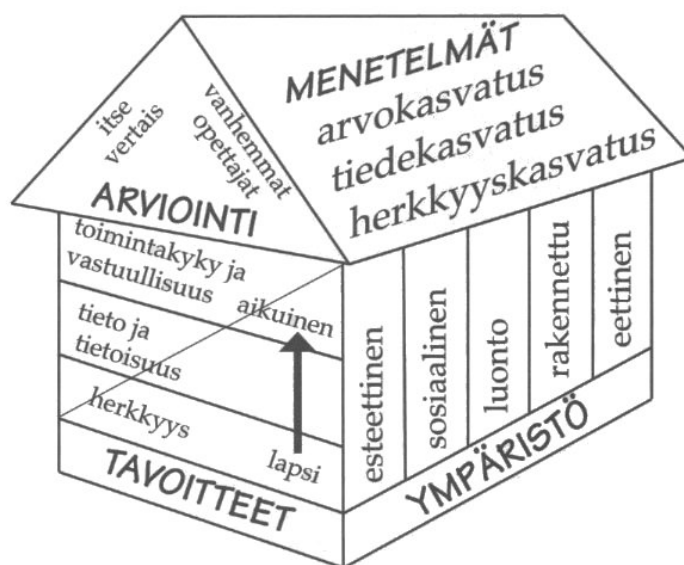 MENETELMÄT
arvokasvatus
tiedekasvatus
herkkyyskasvatus
itse
vertais
vanhemmat
opettajat
ARVIOINTI
toimintakyky ja
vastuullisuus
aikuinen
tieto ja
tietoisuus
herkkyys
lapsi
TAVOITTEET
esteettinen
sosiaalinen
luonto
rakennettu
eettinen
YMPÄRISTÖ